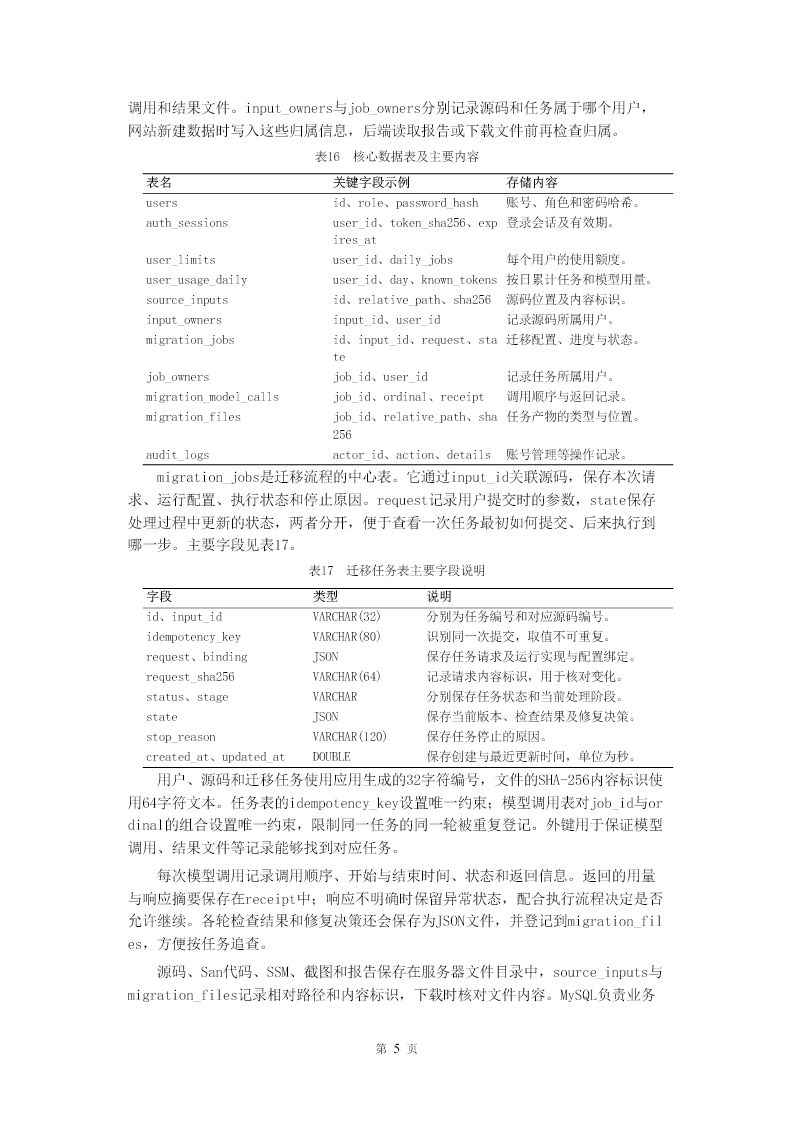 调用和结果文件。input_owners与job_owners分别记录源码和任务属于哪个用户，
网站新建数据时写入这些归属信息，后端读取报告或下载文件前再检查归属。
表16 核心数据表及主要内容
表名 关键字段示例 存储内容
users id、role、password_hash 账号、角色和密码哈希。
auth_sessions user_id、token_sha256、exp 登录会话及有效期。
ires_at
user_limits user_id、daily_jobs 每个用户的使用额度。
user_usage_daily user_id、day、known_tokens 按日累计任务和模型用量。
source_inputs id、relative_path、sha256 源码位置及内容标识。
input_owners input_id、user_id 记录源码所属用户。
migration_jobs id、input_id、request、sta 迁移配置、进度与状态。
te
job_owners job_id、user_id 记录任务所属用户。
migration_model_calls job_id、ordinal、receipt 调用顺序与返回记录。
migration_files job_id、relative_path、sha 任务产物的类型与位置。
256
audit_logs actor_id、action、details 账号管理等操作记录。
migration_jobs是迁移流程的中心表。它通过input_id关联源码，保存本次请
求、运行配置、执行状态和停止原因。request记录用户提交时的参数，state保存
处理过程中更新的状态，两者分开，便于查看一次任务最初如何提交、后来执行到
哪一步。主要字段见表17。
表17 迁移任务表主要字段说明
字段 类型 说明
id、input_id VARCHAR(32) 分别为任务编号和对应源码编号。
idempotency_key VARCHAR(80) 识别同一次提交，取值不可重复。
request、binding JSON 保存任务请求及运行实现与配置绑定。
request_sha256 VARCHAR(64) 记录请求内容标识，用于核对变化。
status、stage VARCHAR 分别保存任务状态和当前处理阶段。
state JSON 保存当前版本、检查结果及修复决策。
stop_reason VARCHAR(120) 保存任务停止的原因。
created_at、updated_at DOUBLE 保存创建与最近更新时间，单位为秒。
用户、源码和迁移任务使用应用生成的32字符编号，文件的SHA-256内容标识使
用64字符文本。任务表的idempotency_key设置唯一约束；模型调用表对job_id与or
dinal的组合设置唯一约束，限制同一任务的同一轮被重复登记。外键用于保证模型
调用、结果文件等记录能够找到对应任务。
每次模型调用记录调用顺序、开始与结束时间、状态和返回信息。返回的用量
与响应摘要保存在receipt中；响应不明确时保留异常状态，配合执行流程决定是否
允许继续。各轮检查结果和修复决策还会保存为JSON文件，并登记到migration_fil
es，方便按任务追查。
源码、San代码、SSM、截图和报告保存在服务器文件目录中，source_inputs与
migration_files记录相对路径和内容标识，下载时核对文件内容。MySQL负责业务
第 5 页